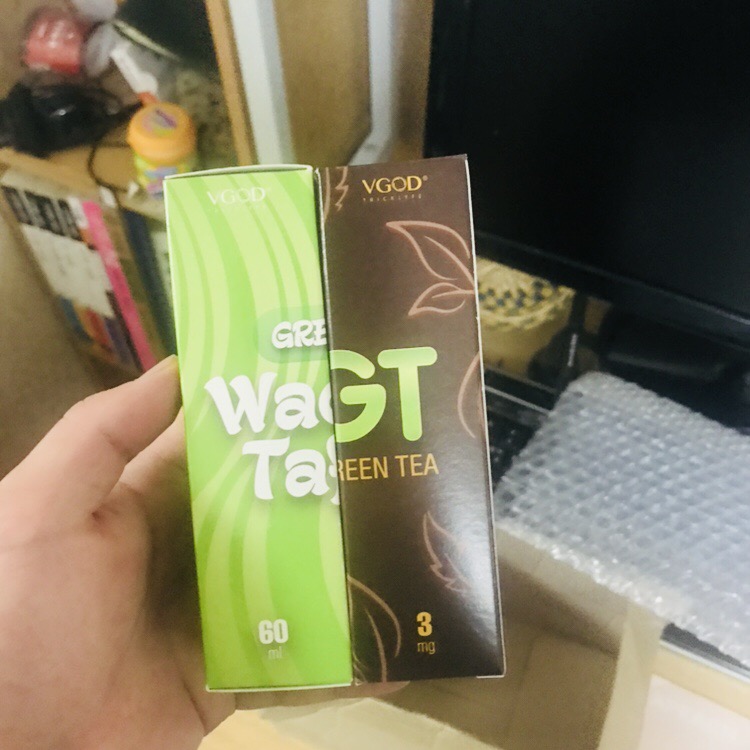 VGOD
VGOD®
TRICKLYFE
GRE
GT
Wa
Ta
REEN TEA
60
ml
3
mg